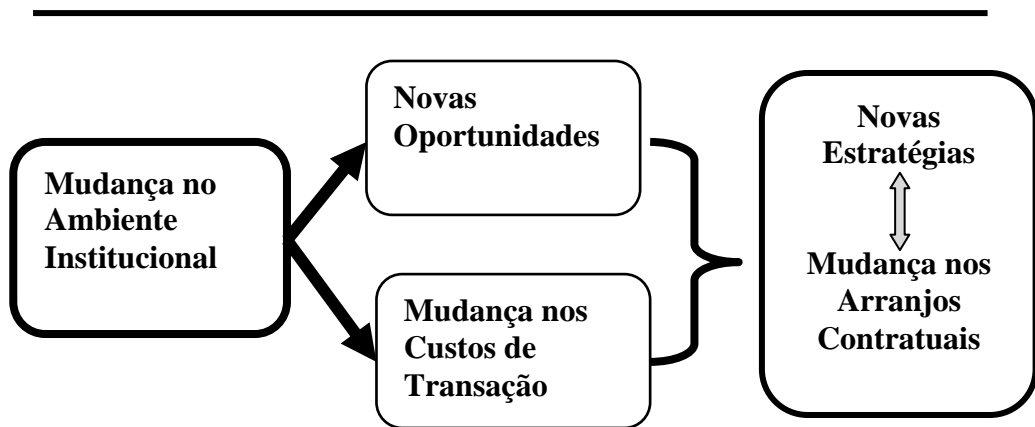 Mudança no
Ambiente
Institucional
Novas
Oportunidades
Mudança nos
Custos de
Transação
Novas
Estratégias
Mudança nos
Arranjos
Contratuais